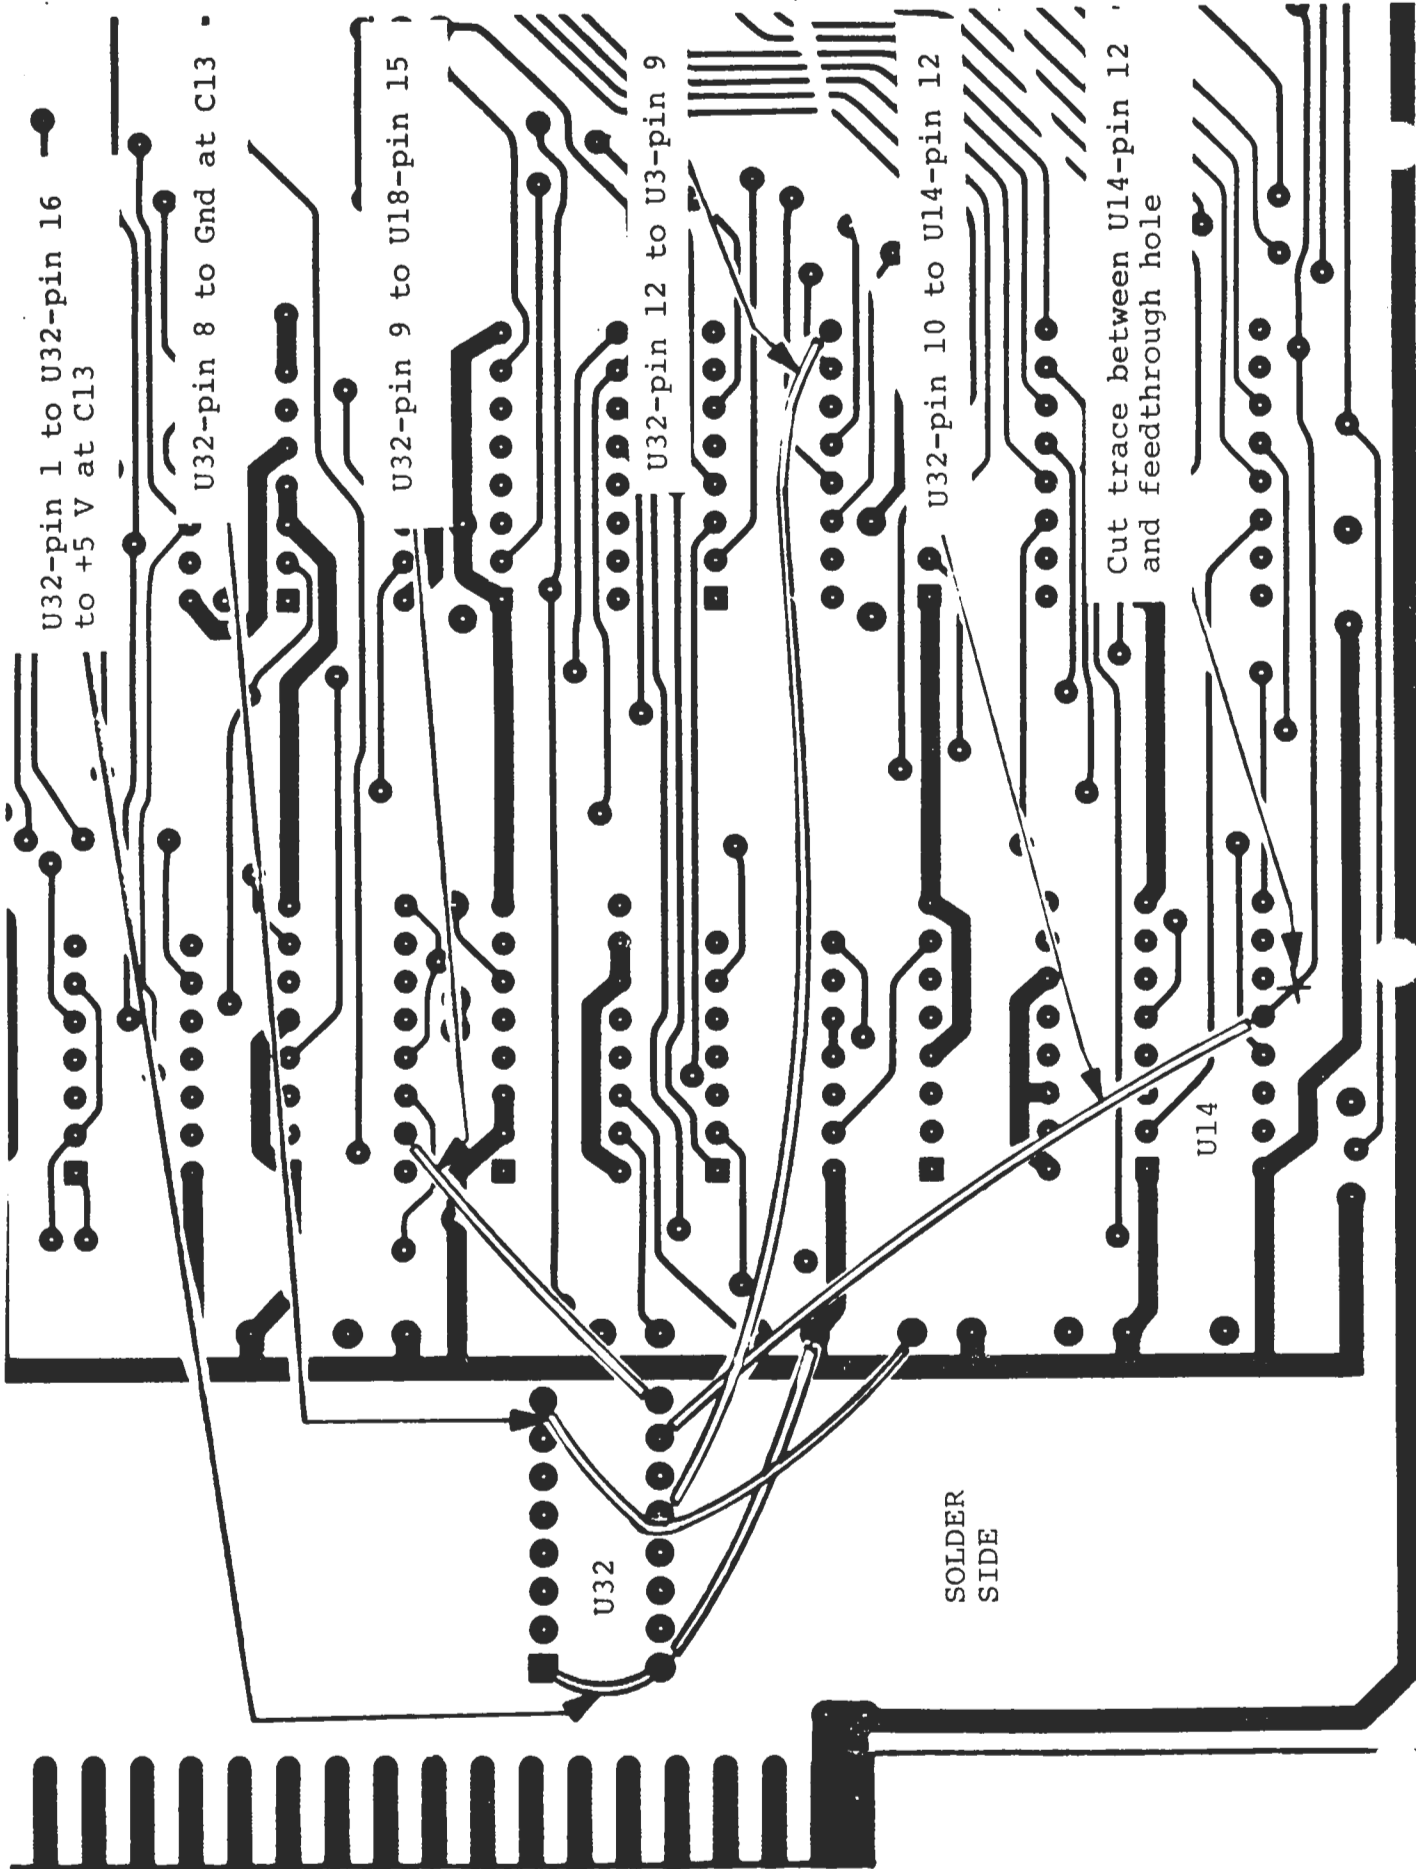 U32-pin 1 to U32-pin 16
to +5 V at C13
U32-pin 8 to Gnd at C13
U32-pin 9 to U18-pin 15
U32-pin 12 to U3-pin 9
U32-pin 10 to U14-pin 12
Cut trace between U14-pin 12
and feedthrough hole
U14
U32
SOLDER
SIDE